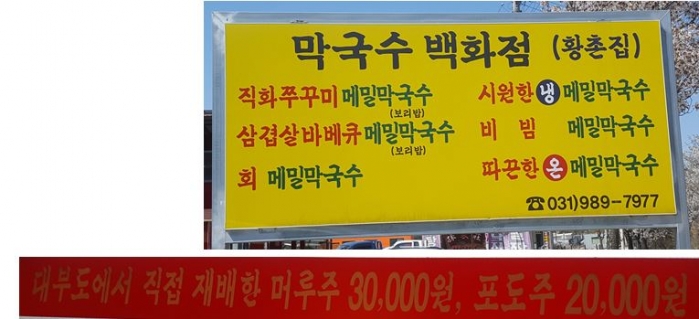 막국수 백화점 (황촌집)
직화쭈꾸미메밀막국수 시원한 냉 메밀막국수
(보리밥)
삼겹살바베큐메밀막국수 비 빔 메밀막국수
(보리밥)
회 메밀막국수 따끈한 온 메밀막국수
☎031)989-7977
대부도에서 직접 재배한 머루주 30,000원, 포도주 20,000원